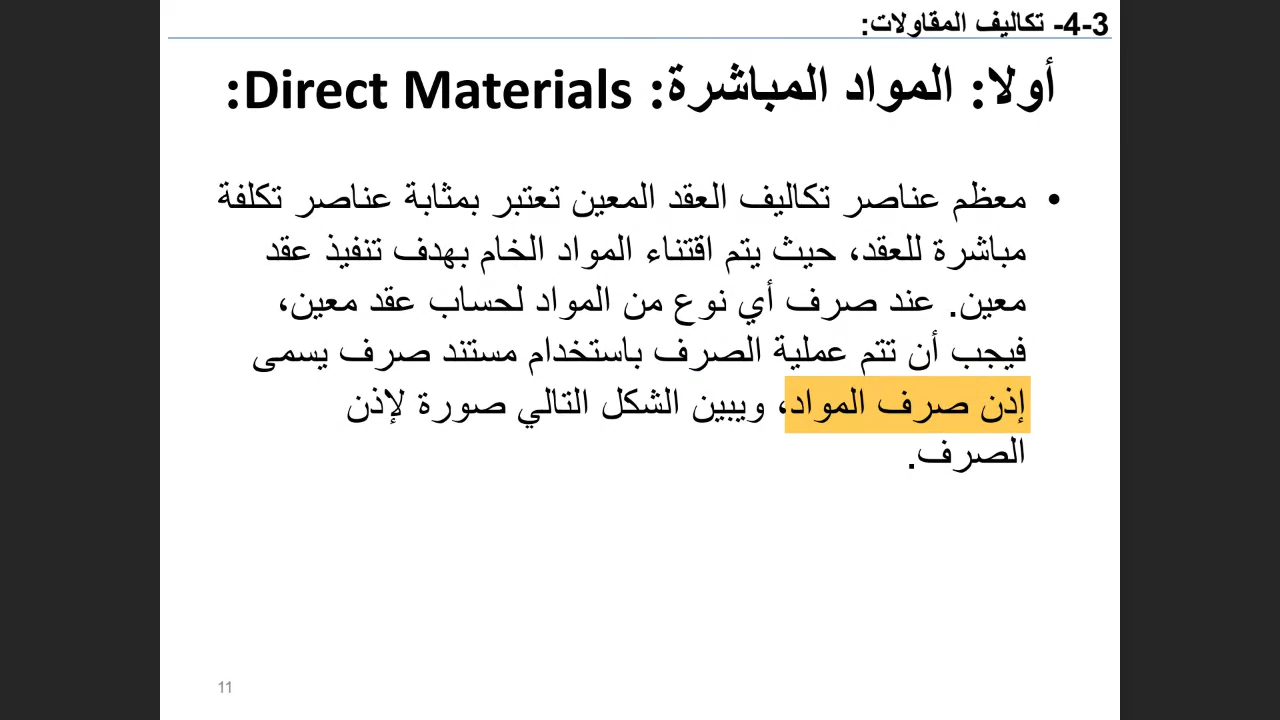 3-4- تكاليف المقاولات:
أولا: المواد المباشرة: Direct Materials:
• معظم عناصر تكاليف العقد المعين تعتبر بمثابة عناصر تكلفة
مباشرة للعقد، حيث يتم اقتناء المواد الخام بهدف تنفيذ عقد
معين. عند صرف أي نوع من المواد لحساب عقد معين،
فيجب أن تتم عملية الصرف باستخدام مستند صرف يسمى
إذن صرف المواد، ويبين الشكل التالي صورة لإذن
الصرف.
11